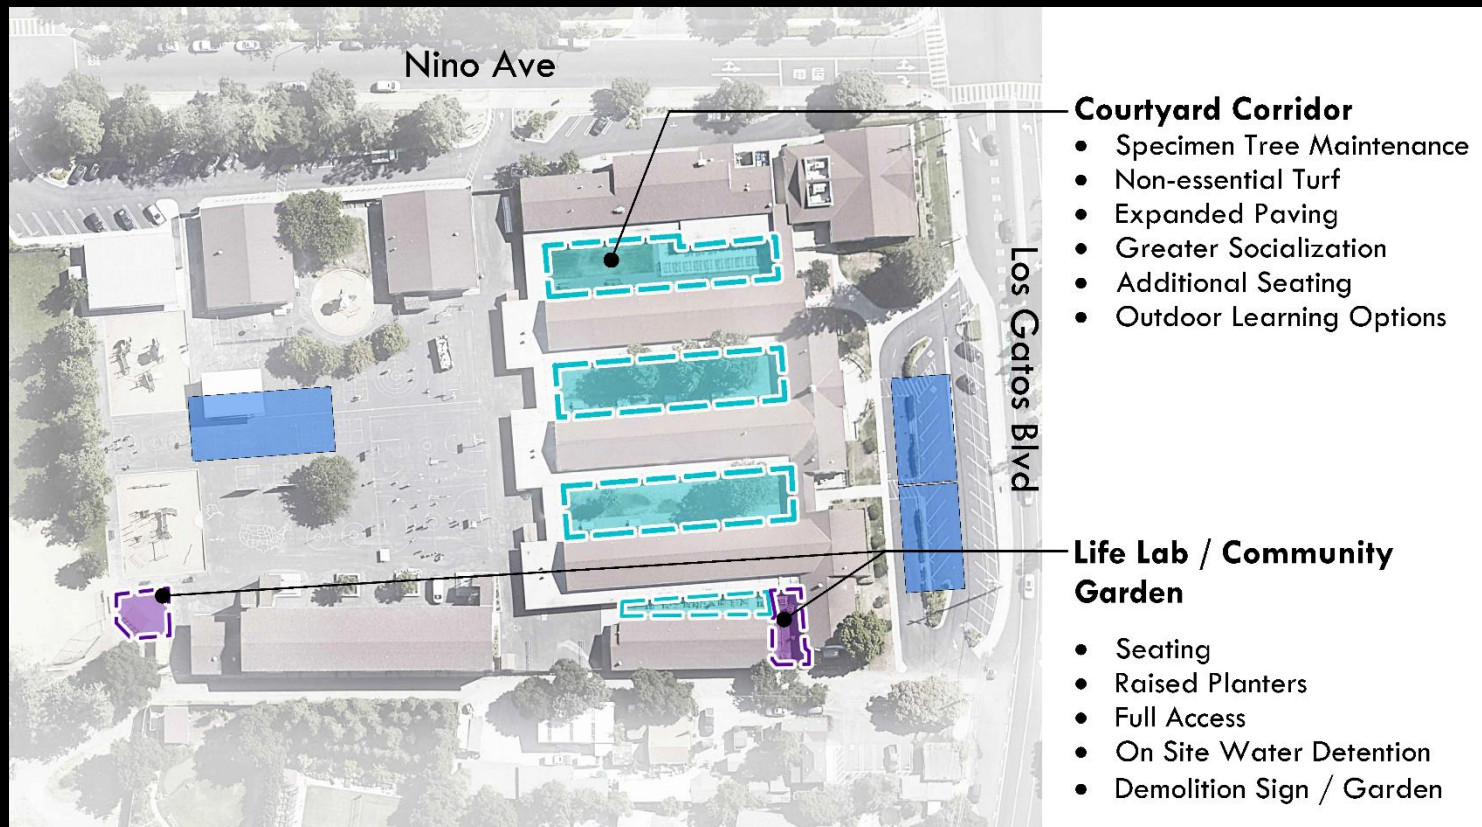 Nino Ave
Los Gatos Blvd
Courtyard Corridor
• Specimen Tree Maintenance
• Non-essential Turf
• Expanded Paving
• Greater Socialization
• Additional Seating
• Outdoor Learning Options
Life Lab / Community
Garden
• Seating
• Raised Planters
• Full Access
• On Site Water Detention
• Demolition Sign / Garden